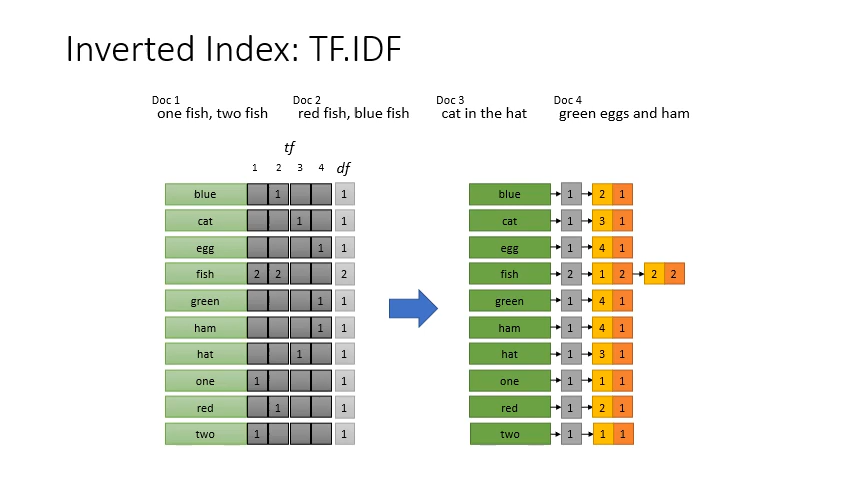 Inverted Index: TF.IDF
Doc 1 Doc 2 Doc 3 Doc 4
one fish, two fish red fish, blue fish cat in the hat green eggs and ham
tf
1 2 3 4 df
blue 1 1 blue 1 2 1
cat 1 1 cat 1 3 1
egg 1 1 egg 1 4 1
fish 2 2 2 fish 2 1 2 2 2
green 1 1 green 1 4 1
ham 1 1 ham 1 4 1
hat 1 1 hat 1 3 1
one 1 1 one 1 1 1
red 1 1 red 1 2 1
two 1 1 two 1 1 1